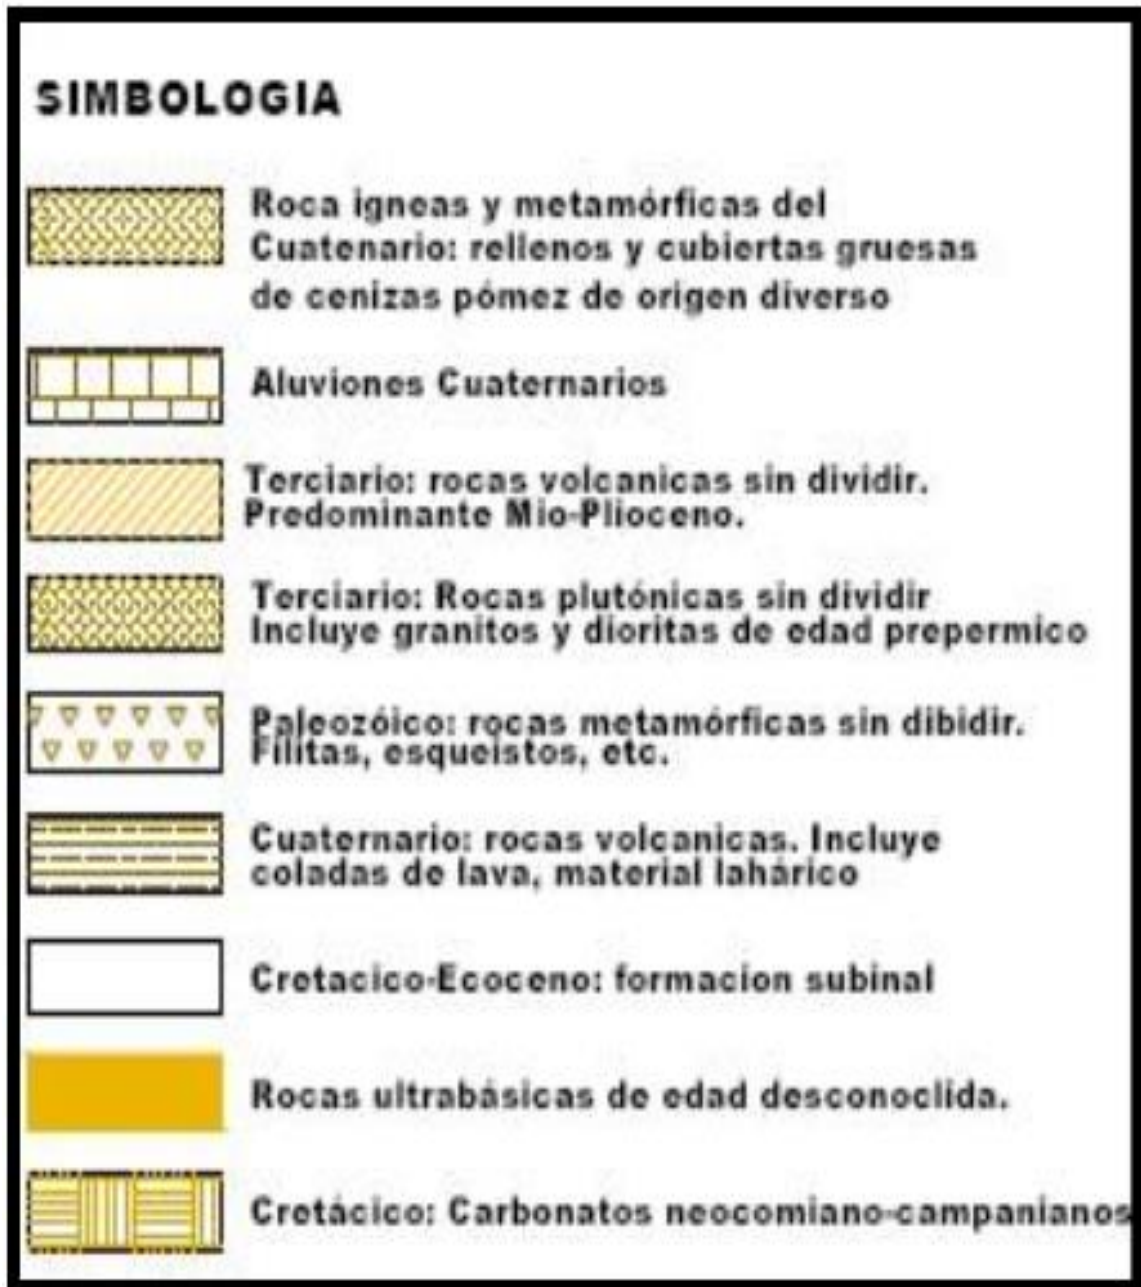 SIMBOLOGIA
Roca igneas y metamórficas del
Cuatenario: rellenos y cubiertas gruesas
de cenizas pómez de origen diverso
Aluviones Cuaternarios
Terciario: rocas volcanicas sin dividir.
Predominante Mio-Plioceno.
Terciario: Rocas plutónicas sin dividir
Incluye granitos y dioritas de edad prepermico
Paleozóico: rocas metamórficas sin dibidir.
Filitas, esqueistos, etc.
Cuaternario: rocas volcanicas. Incluye
coladas de lava, material lahárico
Cretacico-Ecoceno: formacion subinal
Rocas ultrabásicas de edad desconoclida.
Cretácico: Carbonatos neocomiano-campanianos